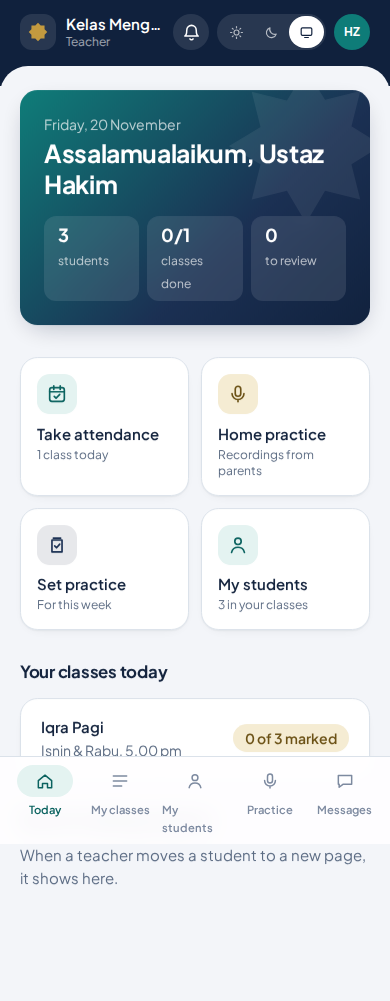 Kelas Meng...
Teacher
HZ
Friday, 20 November
Assalamualaikum, Ustaz
Hakim
3
students
0/1
classes
done
0
to review
Take attendance
1 class today
Home practice
Recordings from
parents
Set practice
For this week
My students
3 in your classes
Your classes today
Iqra Pagi
Isnin & Rabu, 5.00 pm
0 of 3 marked
Today
My classes
My
students
Practice
Messages
When a teacher moves a student to a new page,
it shows here.